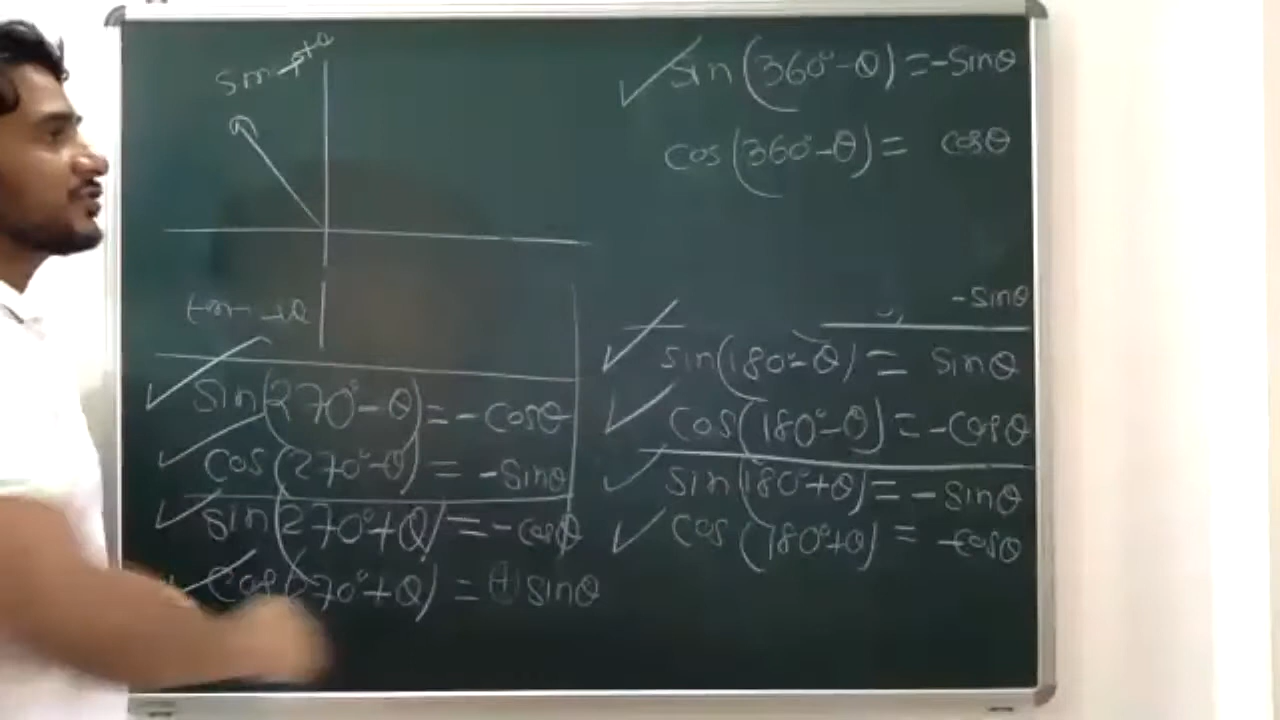 sin(360°-θ)=-sinθ
cos(360°-θ)= cosθ
-sinθ
sin(180°-θ) = sinθ
cos(180°-θ)=-cosθ
sin(180°+θ)= - sinθ
cos(180°+θ) = -cosθ
sin(270°-θ)=-cosθ
cos(270°-θ) = -sinθ
sin(270°+θ)=-cosθ
cos(270°+θ) = + sinθ